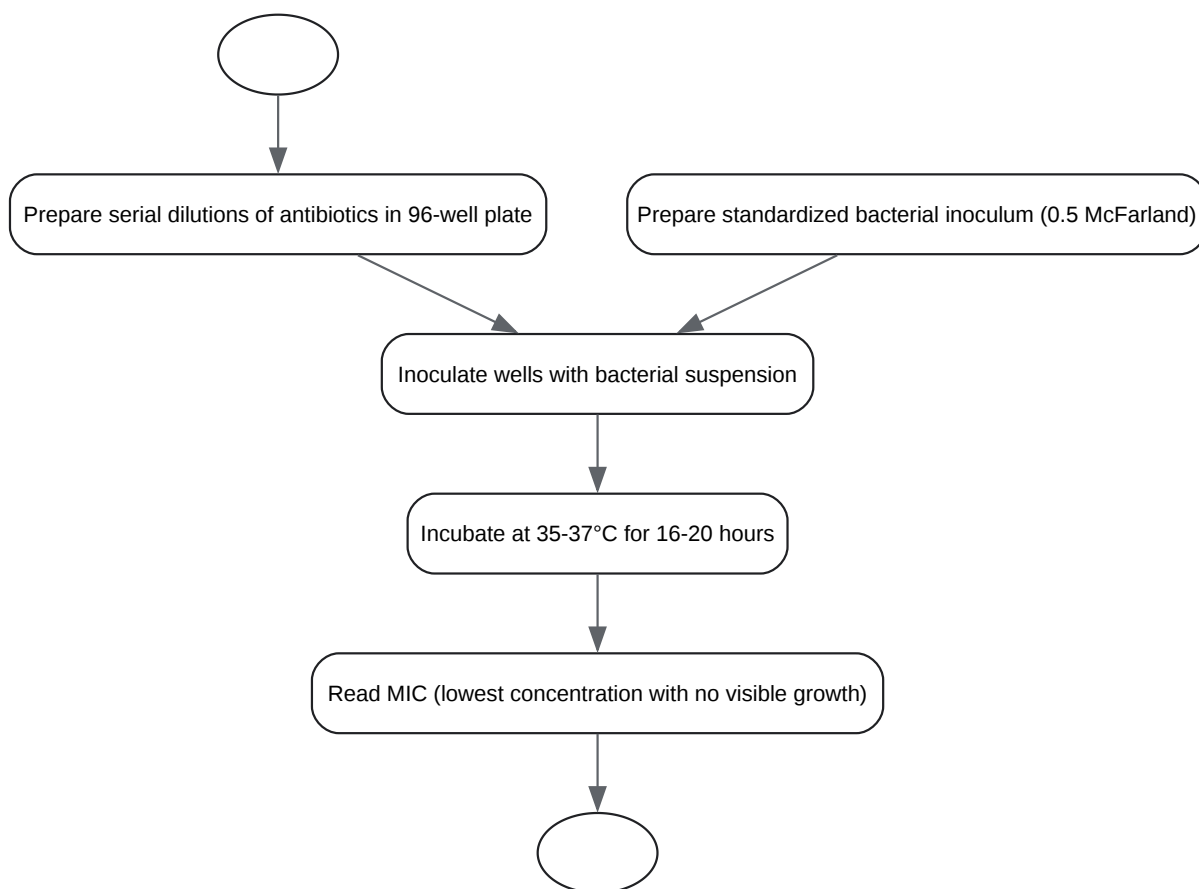 Prepare serial dilutions of antibiotics in 96-well plate
Prepare standardized bacterial inoculum (0.5 McFarland)
Inoculate wells with bacterial suspension
Incubate at 35-37°C for 16-20 hours
Read MIC (lowest concentration with no visible growth)